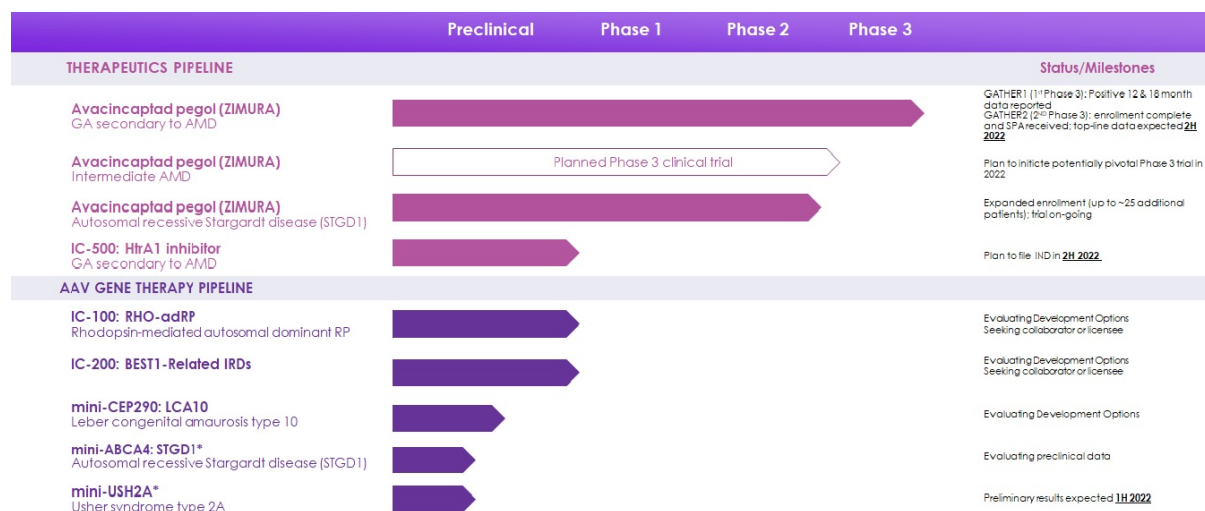 Preclinical Phase 1 Phase 2 Phase 3
THERAPEUTICS PIPELINE Status/Milestones
Avacincaptad pegol (ZIMURA)
GA secondary to AMD
GATHER1 (1st Phase 3): Positive 12 & 18 month
data reported
GATHER2 (2ND Phase 3): enrollment complete
and SPA received; top-line data expected 2H
2022
Avacincaptad pegol (ZIMURA)
Intermediate AMD
Planned Phase 3 clinical trial
Plan to initicte potentially pivotal Phase 3 trial in
2022
Avacincaptad pegol (ZIMURA)
Autosomal recessive Stargardt disease (STGD1)
Expanded enrollment (up to ~25 additional
patients); trial on-going
IC-500: HtrA1 inhibitor
GA secondary to AMD
Plan to file IND in 2H 2022
AAV GENE THERAPY PIPELINE
IC-100: RHO-adRP
Rhodopsin-mediated autosomal dominant RP
Evaluating Development Options
Seeking collaborator or licensee
IC-200: BEST1-Related IRDs
Evaluating Development Options
Seeking collaborator or licensee
mini-CEP290: LCA10
Leber congenital amaurosis type 10
Evaluating Development Options
mini-ABCA4: STGD1*
Autosomal recessive Stargardt disease (STGD1)
Evaluating preclinical data
mini-USH2A*
Usher syndrome type 2A
Preliminary results expected 1H 2022